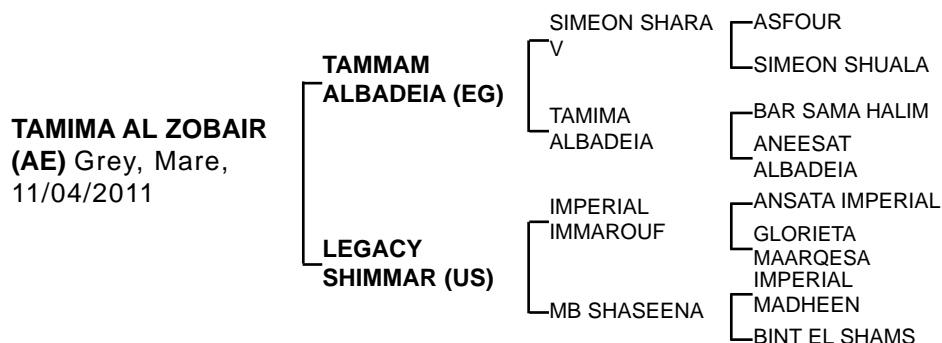 TAMIMA AL ZOBAIR
(AE) Grey, Mare,
11/04/2011
TAMMAM
ALBADEIA (EG)
LEGACY
SHIMMAR (US)
SIMEON SHARA
V
TAMIMA
ALBADEIA
IMPERIAL
IMMAROUF
MB SHASEENA
ASFOUR
SIMEON SHUALA
BAR SAMA HALIM
ANEESAT
ALBADEIA
ANSATA IMPERIAL
GLORIETA
MAARQESA
IMPERIAL
MADHEEN
BINT EL SHAMS